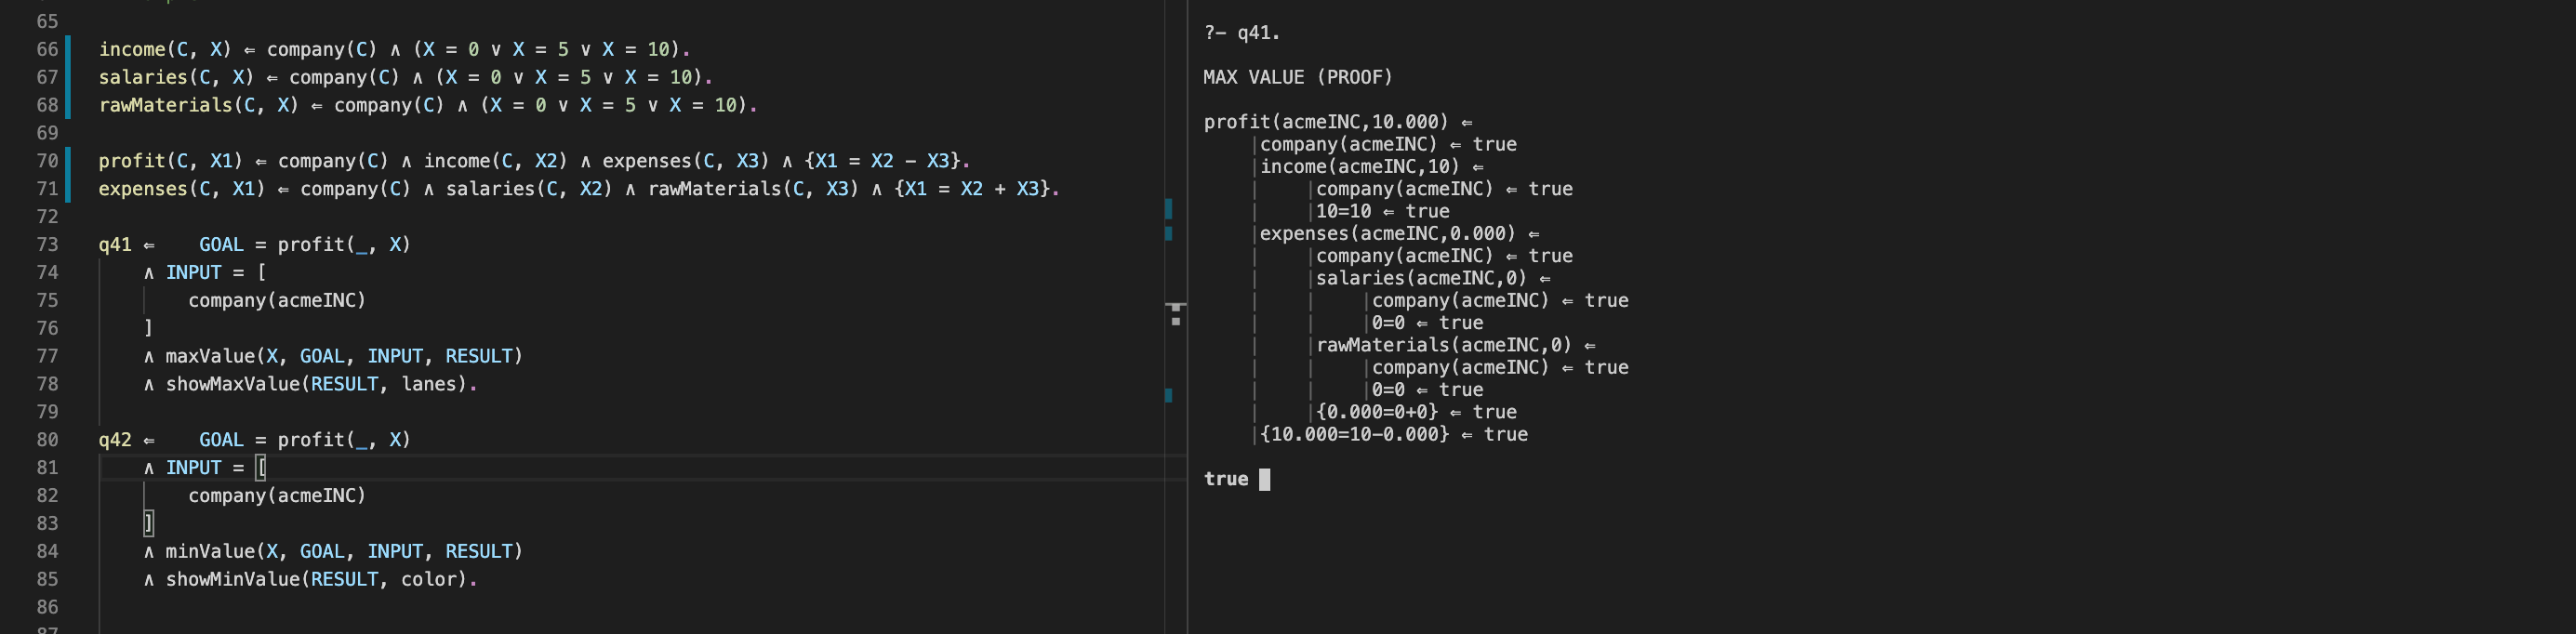 65
66 income(C, X) ⇐ company(C) ∧ (X = 0 ∨ X = 5 ∨ X = 10).
67 salaries(C, X) ⇐ company(C) ∧ (X = 0 ∨ X = 5 ∨ X = 10).
68 rawMaterials(C, X) ⇐ company(C) ∧ (X = 0 ∨ X = 5 ∨ X = 10).
69
70 profit(C, X1) ⇐ company(C) ∧ income(C, X2) ∧ expenses(C, X3) ∧ {X1 = X2 - X3}.
71 expenses(C, X1) ⇐ company(C) ∧ salaries(C, X2) ∧ rawMaterials(C, X3) ∧ {X1 = X2 + X3}.
72
73 q41 ⇐    GOAL = profit(_, X)
74     ∧ INPUT = [
75         company(acmeINC)
76     ]
77     ∧ maxValue(X, GOAL, INPUT, RESULT)
78     ∧ showMaxValue(RESULT, lanes).
79
80 q42 ⇐    GOAL = profit(_, X)
81     ∧ INPUT = [
82         company(acmeINC)
83     ]
84     ∧ minValue(X, GOAL, INPUT, RESULT)
85     ∧ showMinValue(RESULT, color).
86
87
?- q41.
MAX VALUE (PROOF)
profit(acmeINC,10.000) ⇐
    |company(acmeINC) ⇐ true
    |income(acmeINC,10) ⇐
    |    |company(acmeINC) ⇐ true
    |    |10=10 ⇐ true
    |expenses(acmeINC,0.000) ⇐
    |    |company(acmeINC) ⇐ true
    |    |salaries(acmeINC,0) ⇐
    |    |    |company(acmeINC) ⇐ true
    |    |    |0=0 ⇐ true
    |    |rawMaterials(acmeINC,0) ⇐
    |    |    |company(acmeINC) ⇐ true
    |    |    |0=0 ⇐ true
    |    |{0.000=0+0} ⇐ true
    |{10.000=10-0.000} ⇐ true
true